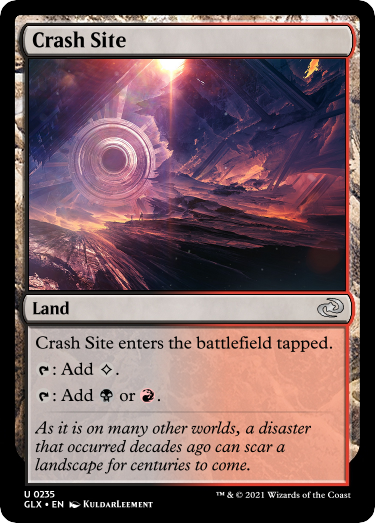 Crash Site
Land
Crash Site enters the battlefield tapped.
: Add .
: Add or .
As it is on many other worlds, a disaster
that occurred decades ago can scar a
landscape for centuries to come.
U 0235
GLX • EN KuldarLeement
™ & © 2021 Wizards of the Coast